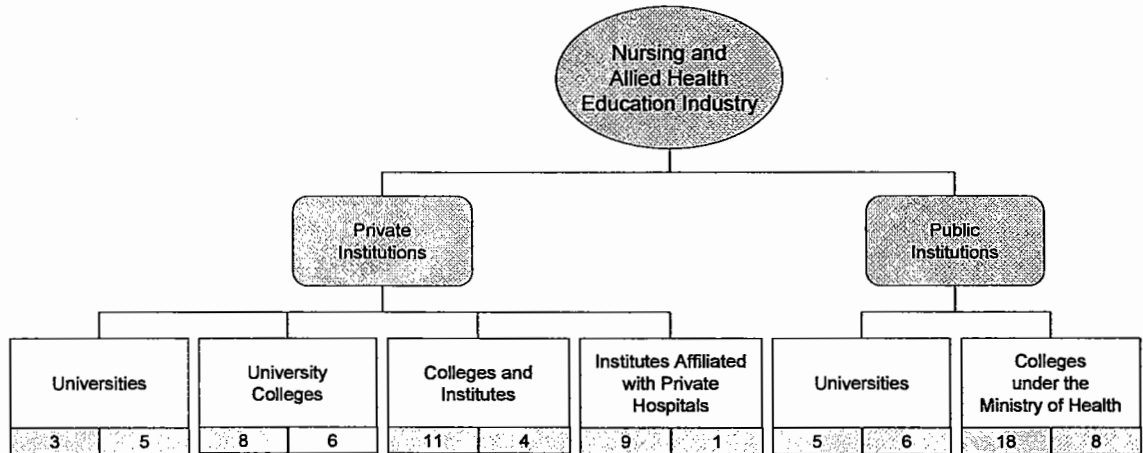 Nursing and
Allied Health
Education Industry
Private
Institutions
Public
Institutions
Universities
University
Colleges
Colleges and
Institutes
Institutes Affiliated
with Private
Hospitals
Universities
Colleges
under the
Ministry of Health
3 5 8 6 11 4 9 1 5 6 18 8